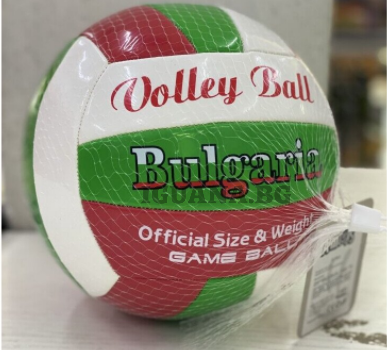 Volley Ball
Bulgaria
IGUANA.BG
Official Size & Weight
GAME BALL